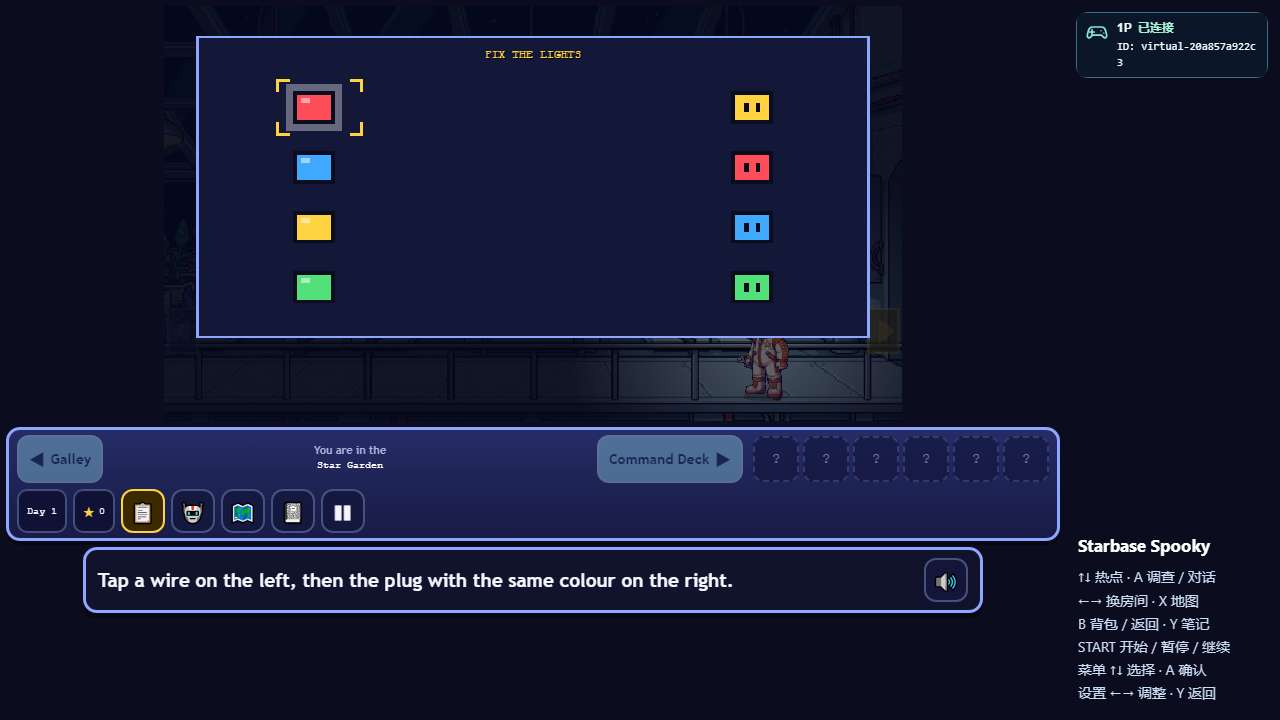 FIX THE LIGHTS
1P 已连接
ID: virtual-20a857a922c
3
◀ Galley
You are in the
Star Garden
Command Deck ▶
? ? ? ? ? ?
Day 1
★ 0
Tap a wire on the left, then the plug with the same colour on the right.
Starbase Spooky
↑↓ 热点 · A 调查 / 对话
←→ 换房间 · X 地图
B 背包 / 返回 · Y 笔记
START 开始 / 暂停 / 继续
菜单 ↑↓ 选择 · A 确认
设置 ←→ 调整 · Y 返回